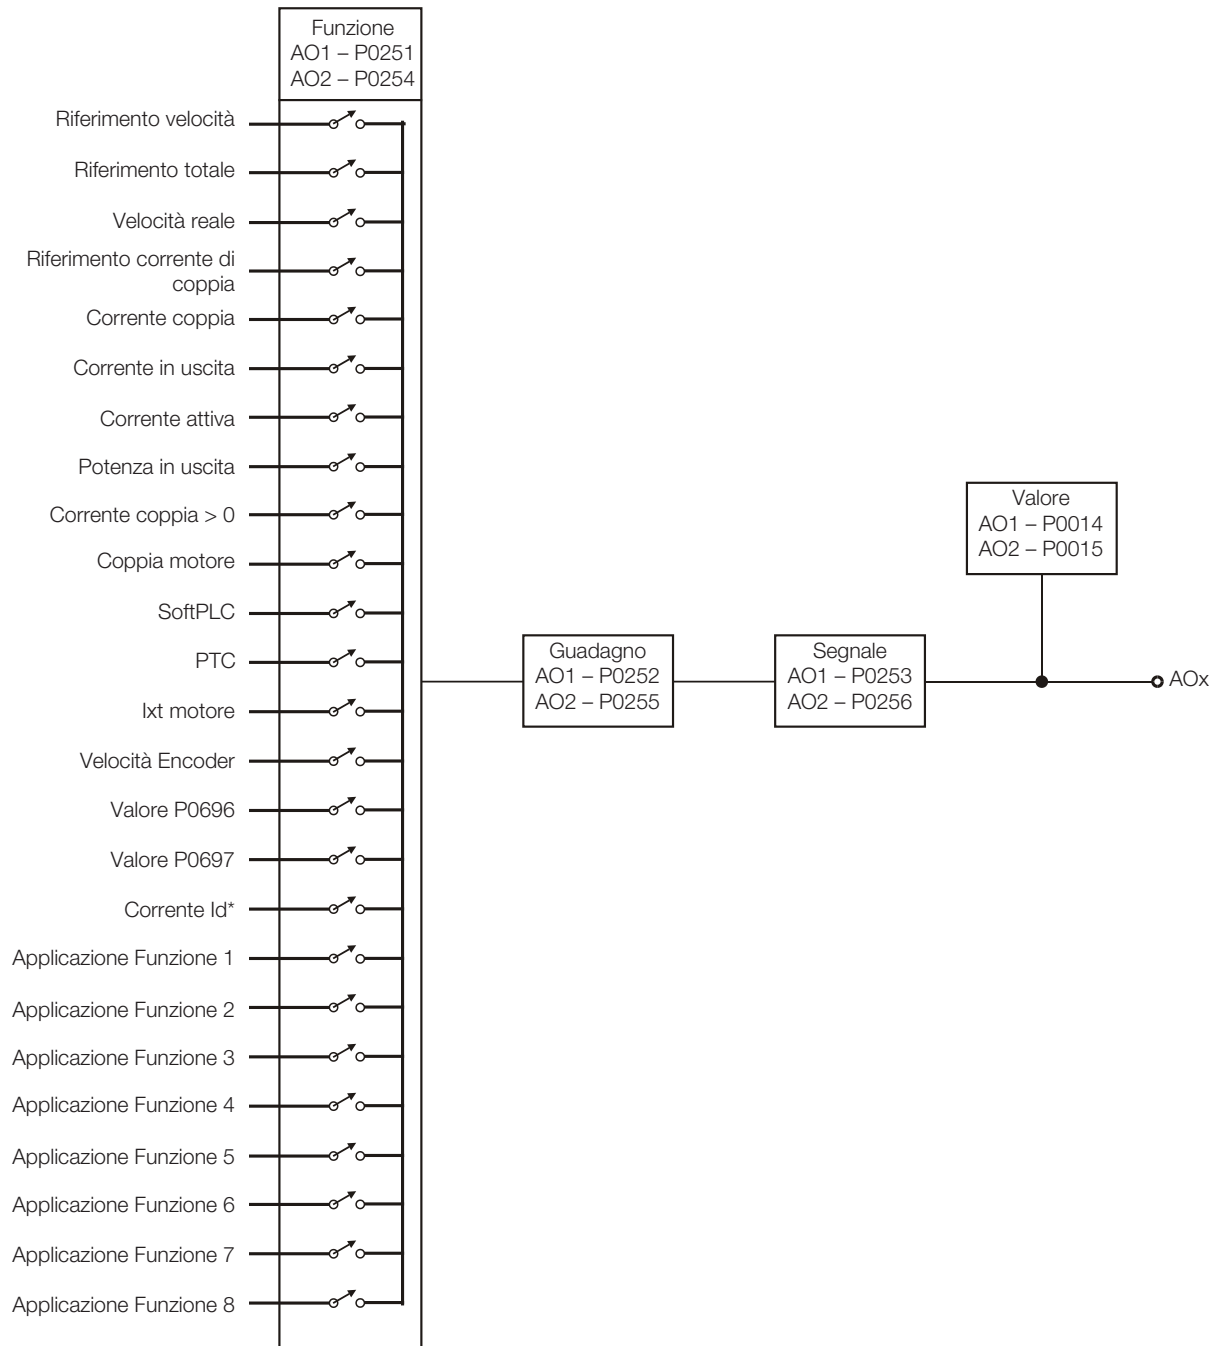 Funzione
AO1 – P0251
AO2 – P0254
Riferimento velocità
Riferimento totale
Velocità reale
Riferimento corrente di
coppia
Corrente coppia
Corrente in uscita
Corrente attiva
Potenza in uscita
Corrente coppia > 0
Coppia motore
SoftPLC
PTC
Ixt motore
Velocità Encoder
Valore P0696
Valore P0697
Corrente Id*
Applicazione Funzione 1
Applicazione Funzione 2
Applicazione Funzione 3
Applicazione Funzione 4
Applicazione Funzione 5
Applicazione Funzione 6
Applicazione Funzione 7
Applicazione Funzione 8
Guadagno
AO1 – P0252
AO2 – P0255
Segnale
AO1 – P0253
AO2 – P0256
Valore
AO1 – P0014
AO2 – P0015
AOx